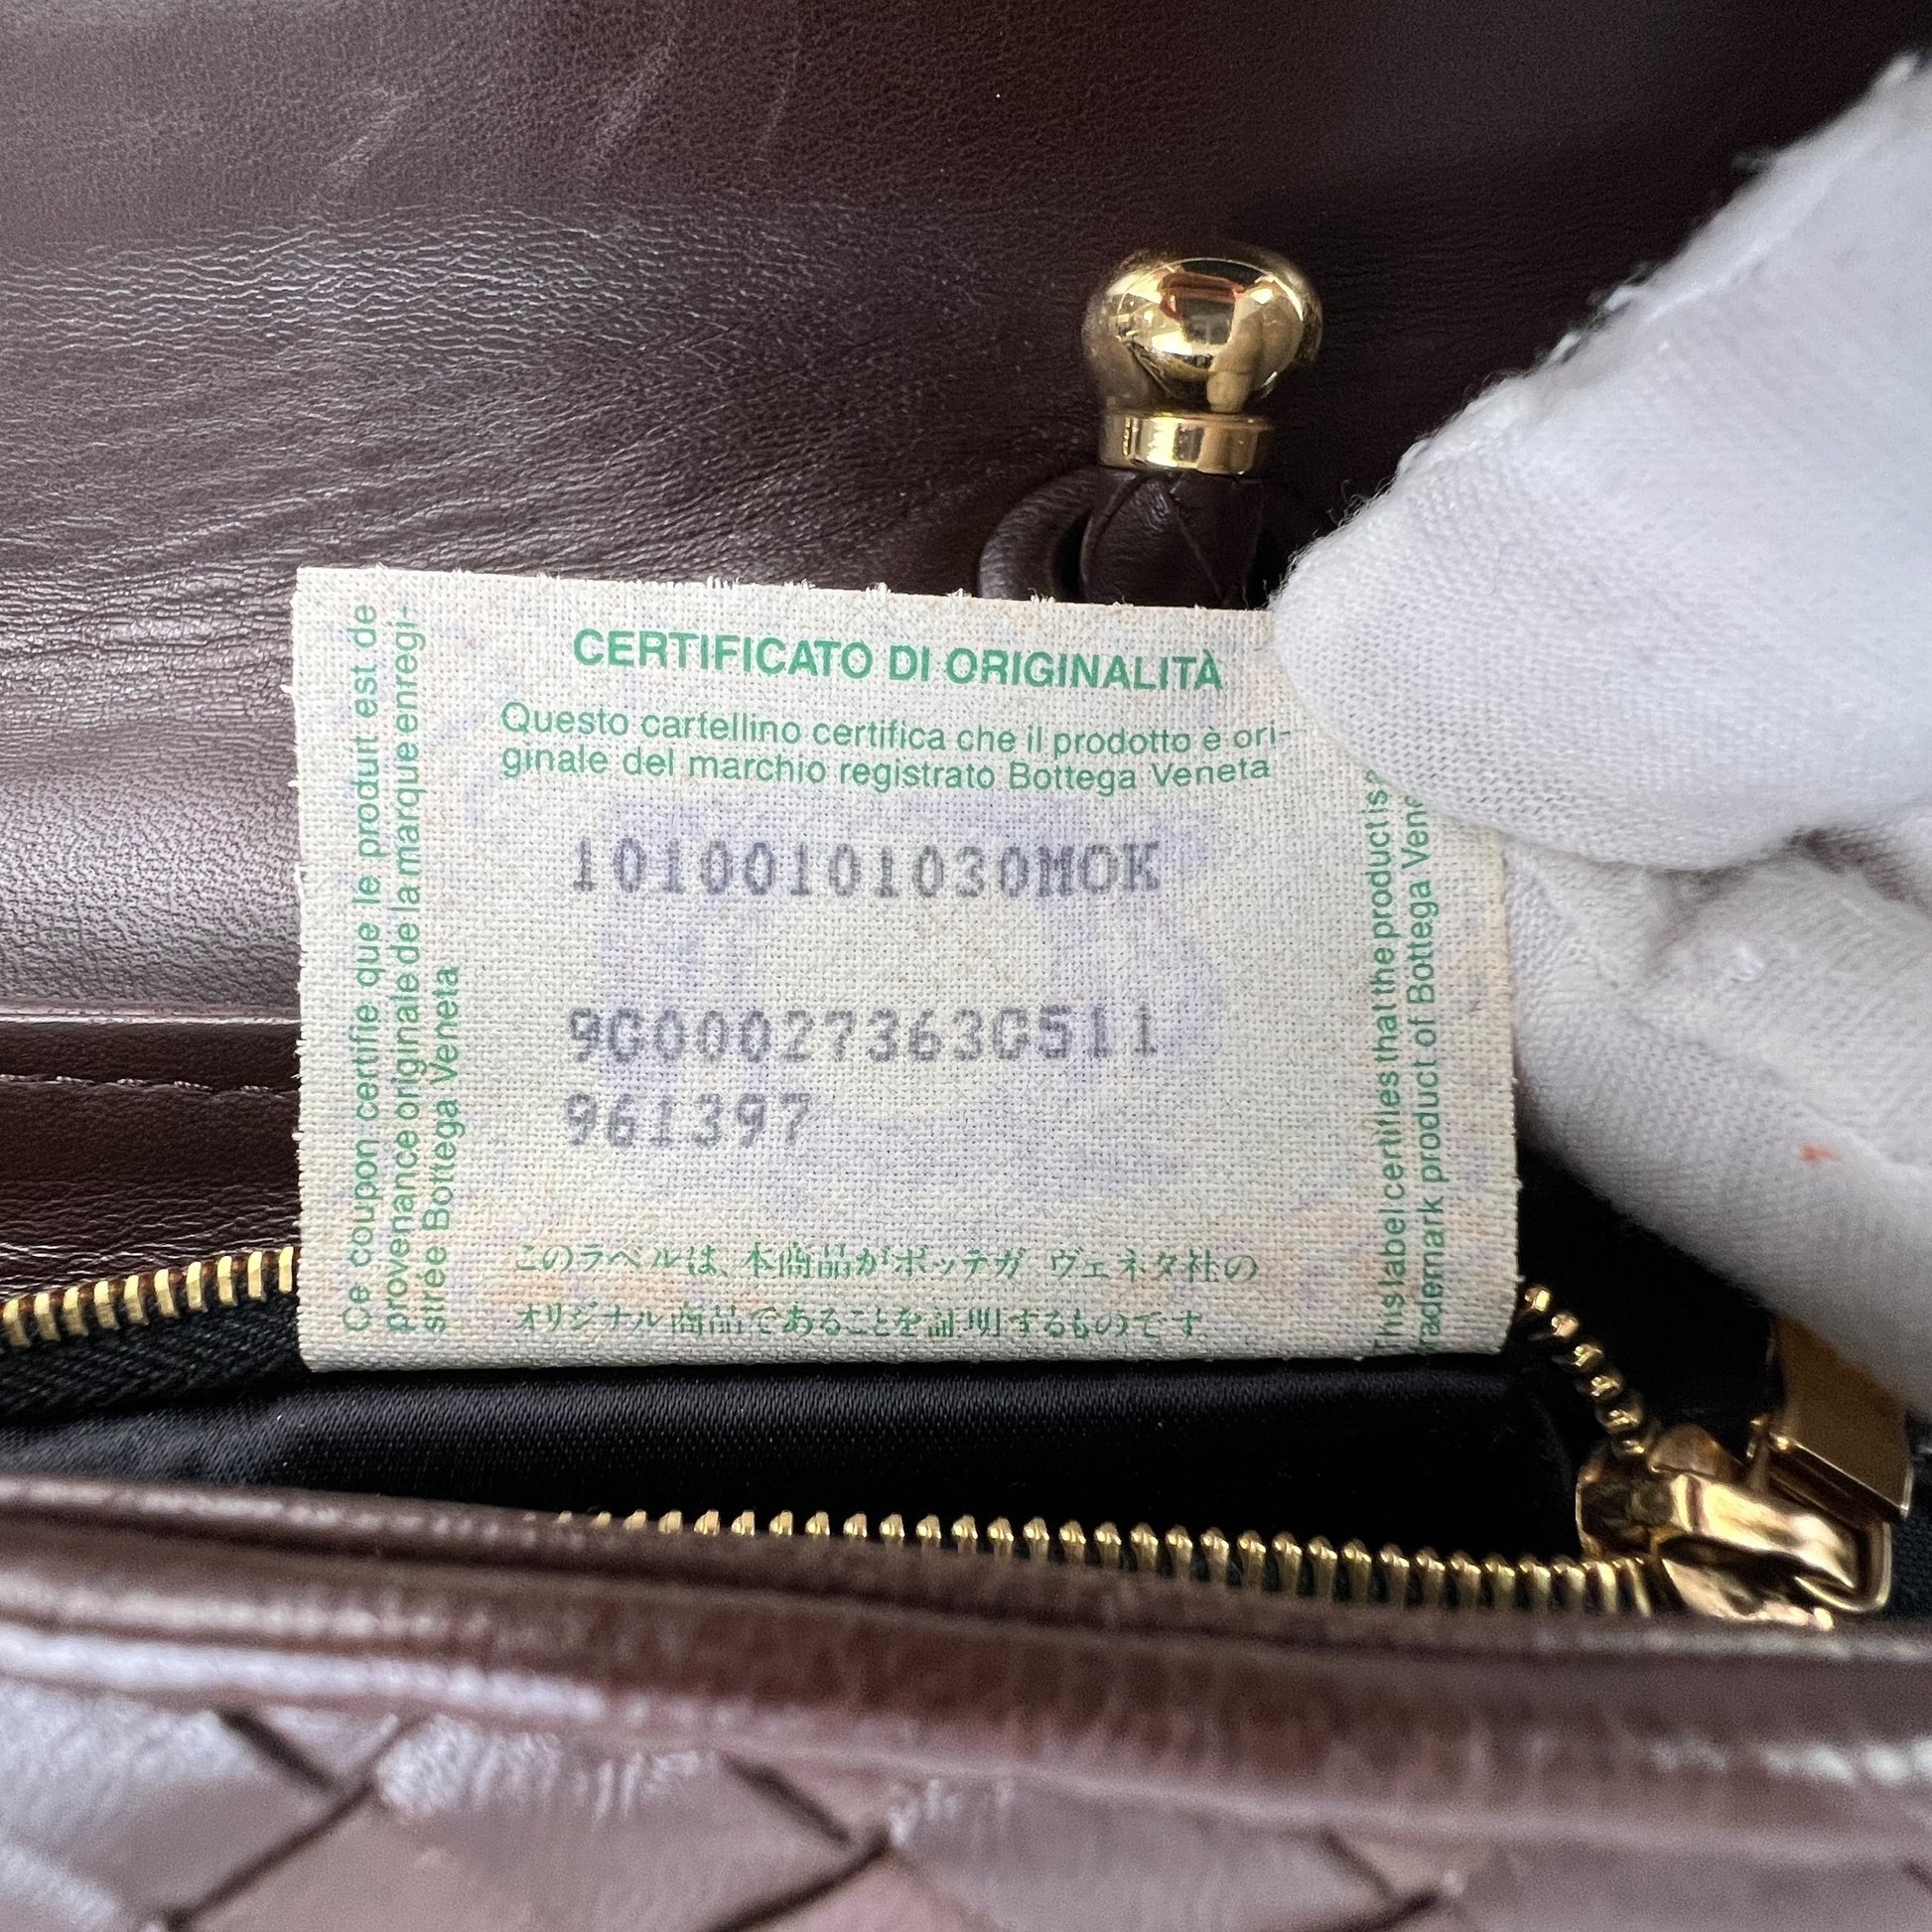 CERTIFICATO DI ORIGINALITÀ
Questo cartellino certifica che il prodotto è ori-
ginale del marchio registrato Bottega Veneta
10100101030MOK
9G00027363G511
961397
このラベルは、本商品がボッテガ ヴェネタ社の
オリジナル商品であることを証明するものです
Ce coupon certifie que le produit est de
provenance originale de la marque enregi-
strée Bottega Veneta
This label certifies that the product is
trademark product of Bottega